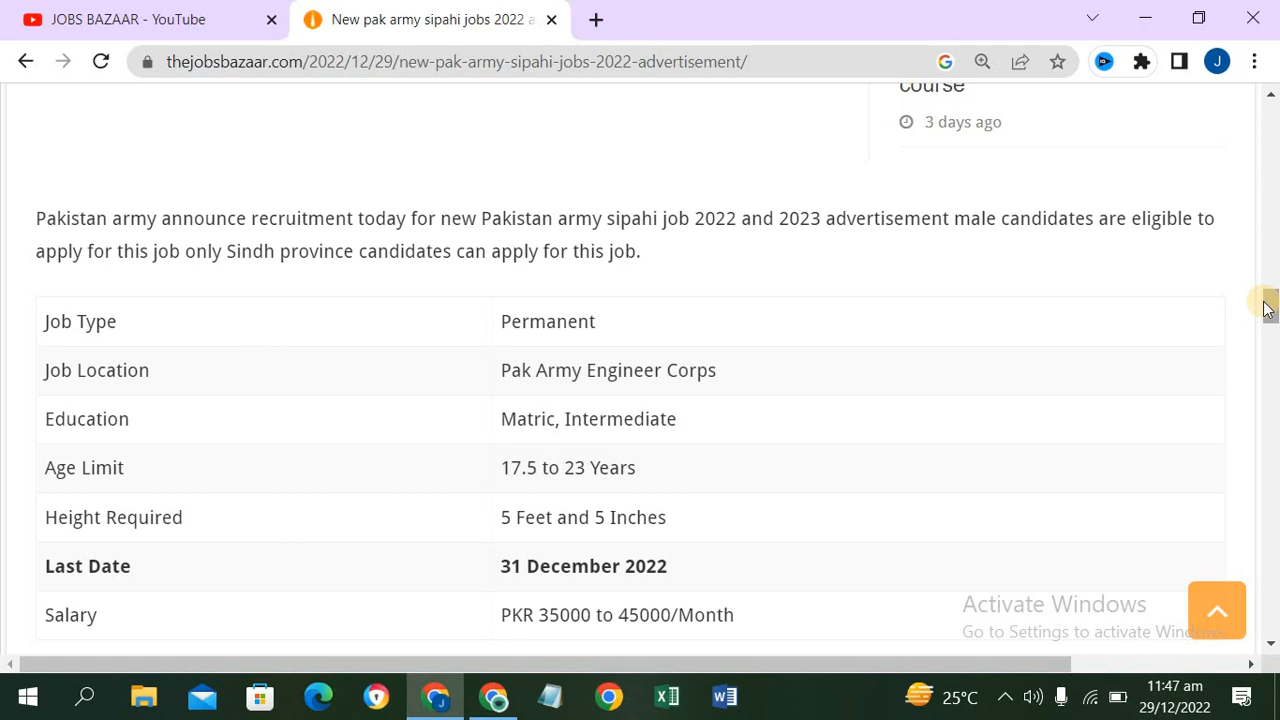 JOBS BAZAAR - YouTube
New pak army sipahi jobs 2022 a
thejobsbazaar.com/2022/12/29/new-pak-army-sipahi-jobs-2022-advertisement/
course
3 days ago
Pakistan army announce recruitment today for new Pakistan army sipahi job 2022 and 2023 advertisement male candidates are eligible to
apply for this job only Sindh province candidates can apply for this job.
Job Type Permanent
Job Location Pak Army Engineer Corps
Education Matric, Intermediate
Age Limit 17.5 to 23 Years
Height Required 5 Feet and 5 Inches
Last Date 31 December 2022
Salary PKR 35000 to 45000/Month
Activate Windows
Go to Settings to activate Windows.
25°C
11:47 am
29/12/2022